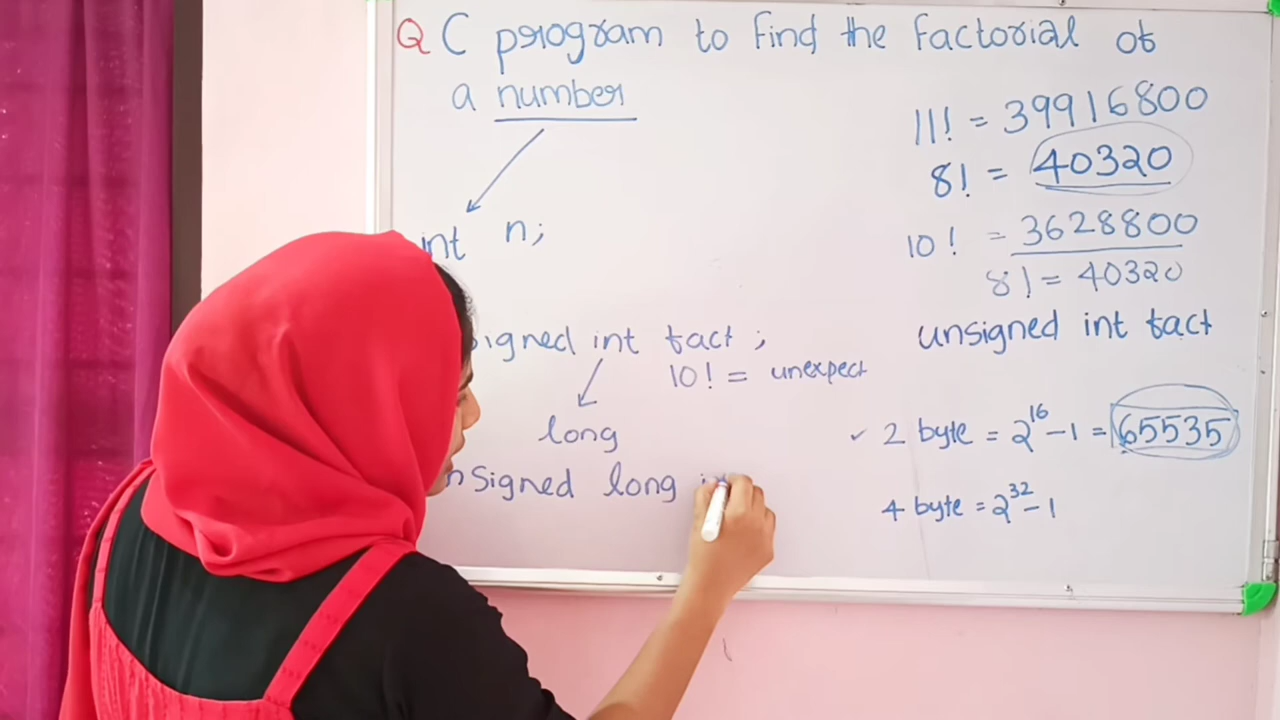 Q C program to find the factorial of
a number
int n;
signed int fact ;
10! = unexpect
long
nsigned long
11! = 39916800
8! = 40320
10! = 3628800
8! = 40320
unsigned int fact
✓ 2 byte = 2^16 - 1 = 65535
4 byte = 2^32 - 1